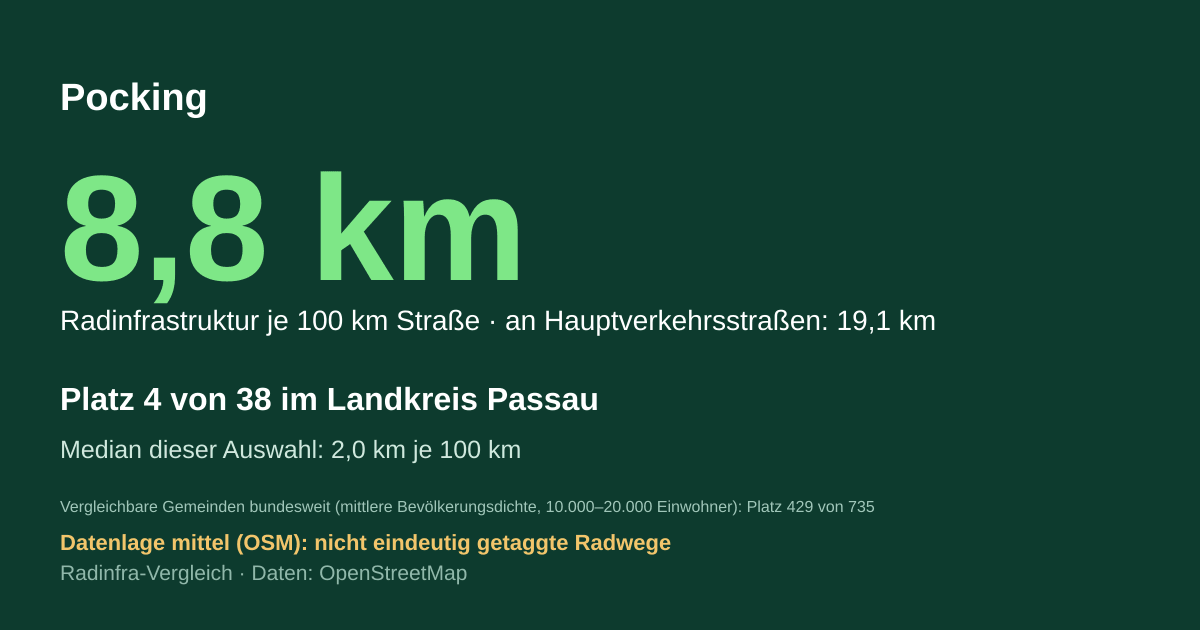 Pocking
8,8 km
Radinfrastruktur je 100 km Straße · an Hauptverkehrsstraßen: 19,1 km
Platz 4 von 38 im Landkreis Passau
Median dieser Auswahl: 2,0 km je 100 km
Vergleichbare Gemeinden bundesweit (mittlere Bevölkerungsdichte, 10.000–20.000 Einwohner): Platz 429 von 735
Datenlage mittel (OSM): nicht eindeutig getaggte Radwege
Radinfra-Vergleich · Daten: OpenStreetMap